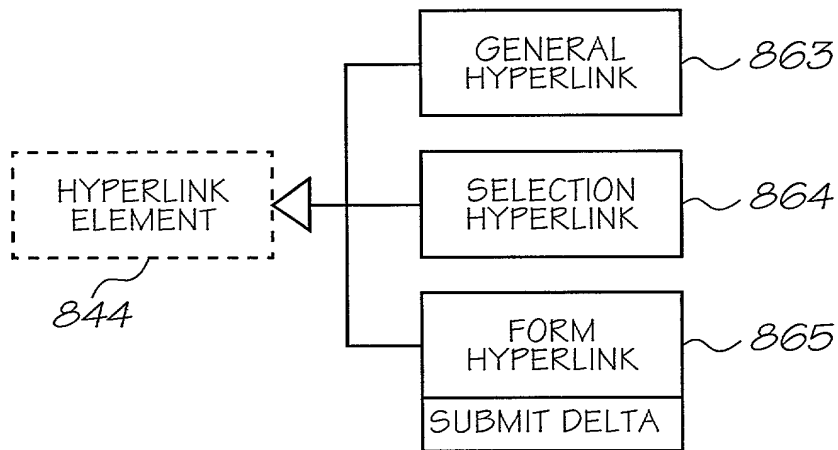 GENERAL
HYPERLINK
863
HYPERLINK
ELEMENT
844
SELECTION
HYPERLINK
864
FORM
HYPERLINK
865
SUBMIT DELTA